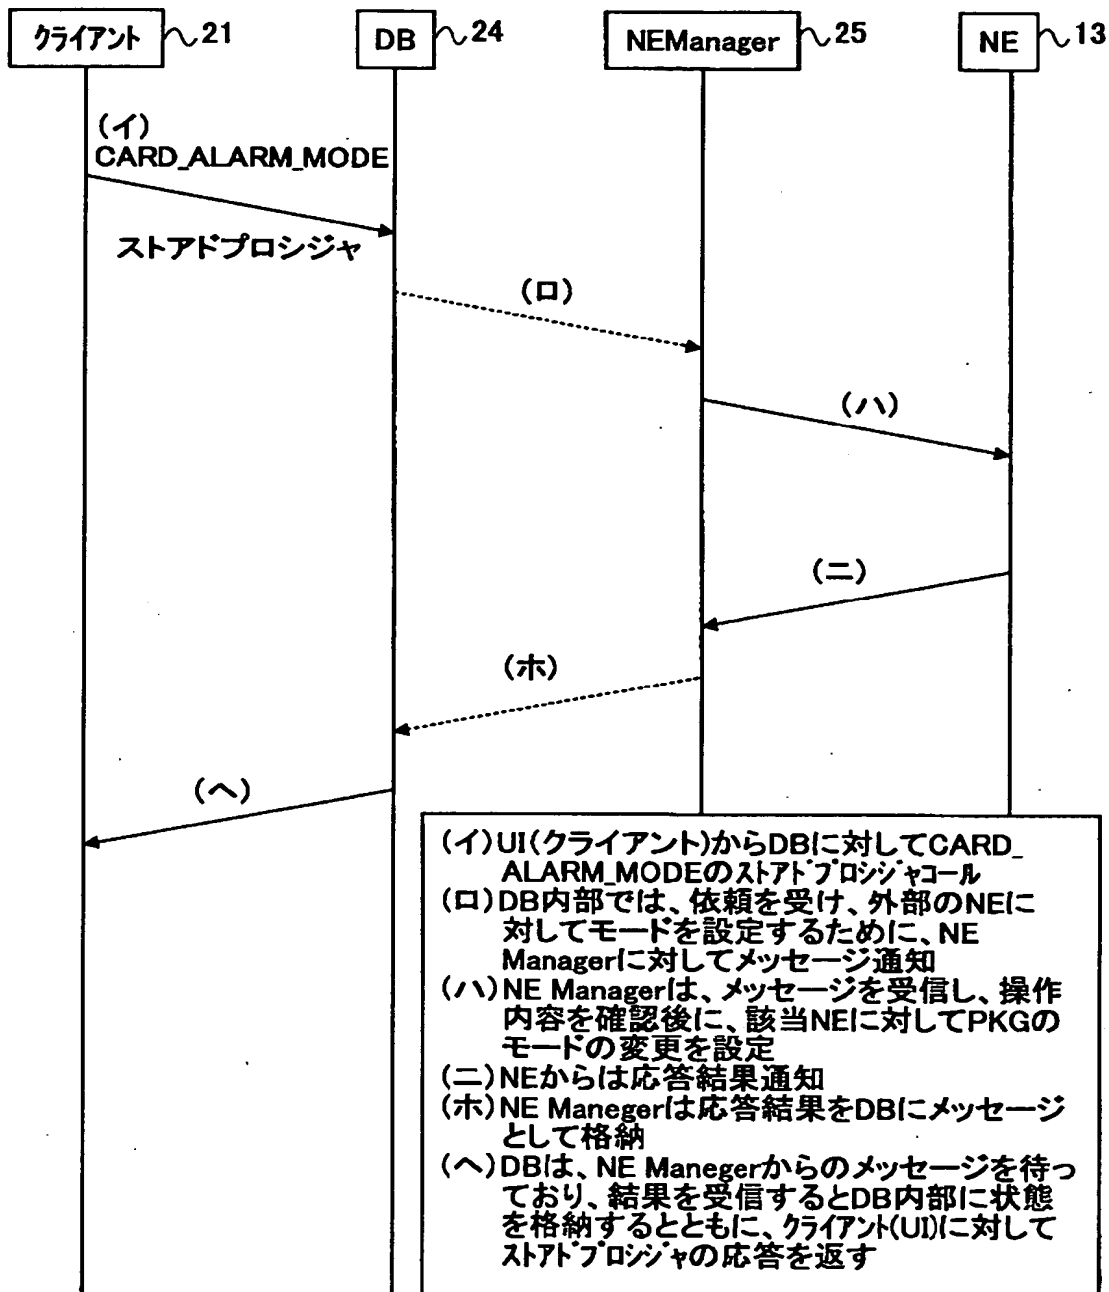 クライアント 21 DB 24 NEManager 25 NE 13
(イ)
CARD_ALARM_MODE
ストアドプロシジャ
(ロ)
(ハ)
(ニ)
(ホ)
(ヘ)
(イ)UI(クライアント)からDBに対してCARD_
ALARM_MODEのストアドプロシジャコール
(ロ)DB内部では、依頼を受け、外部のNEに
対してモードを設定するために、NE
Managerに対してメッセージ通知
(ハ)NE Managerは、メッセージを受信し、操作
内容を確認後に、該当NEに対してPKGの
モードの変更を設定
(ニ)NEからは応答結果通知
(ホ)NE Manegerは応答結果をDBにメッセージ
として格納
(ヘ)DBは、NE Manegerからのメッセージを待っ
ており、結果を受信するとDB内部に状態
を格納するとともに、クライアント(UI)に対して
ストアドプロシジャの応答を返す